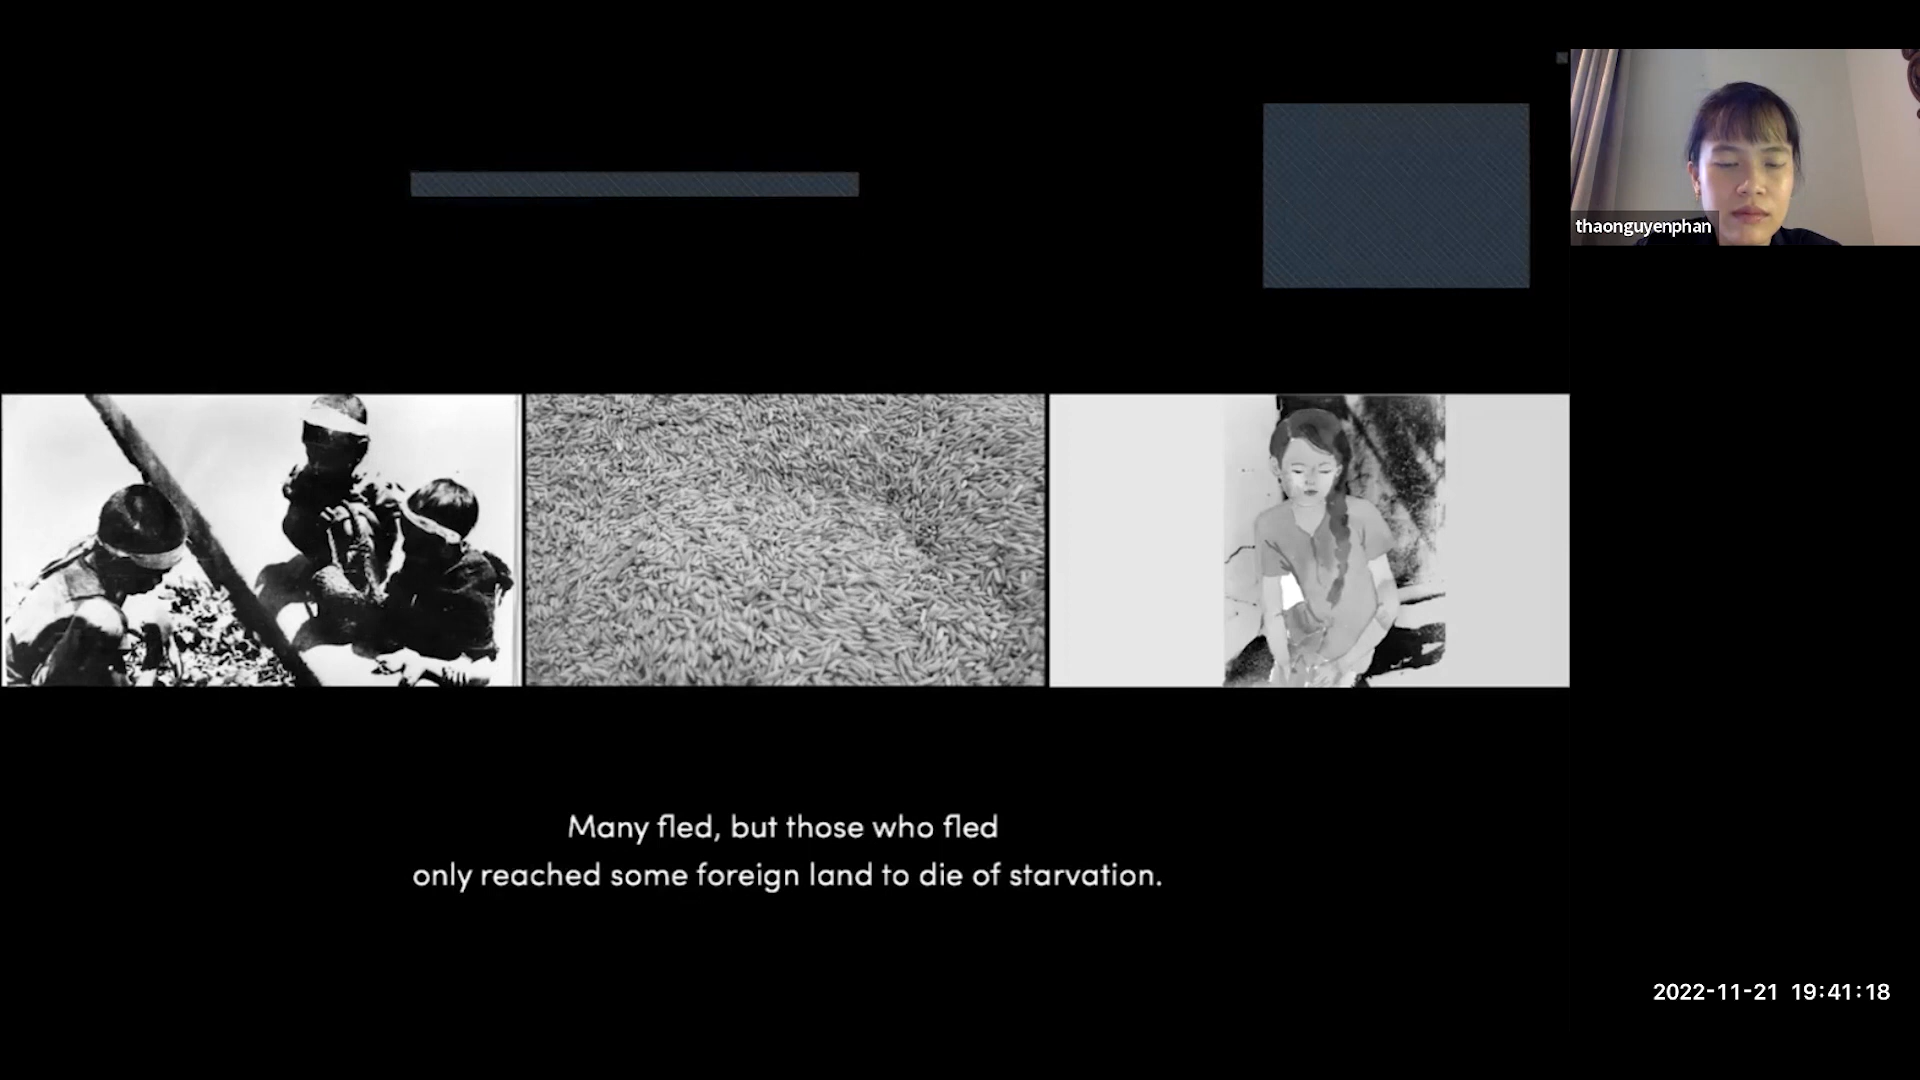 thaonguyenphan
Many fled, but those who fled
only reached some foreign land to die of starvation.
2022-11-21 19:41:18